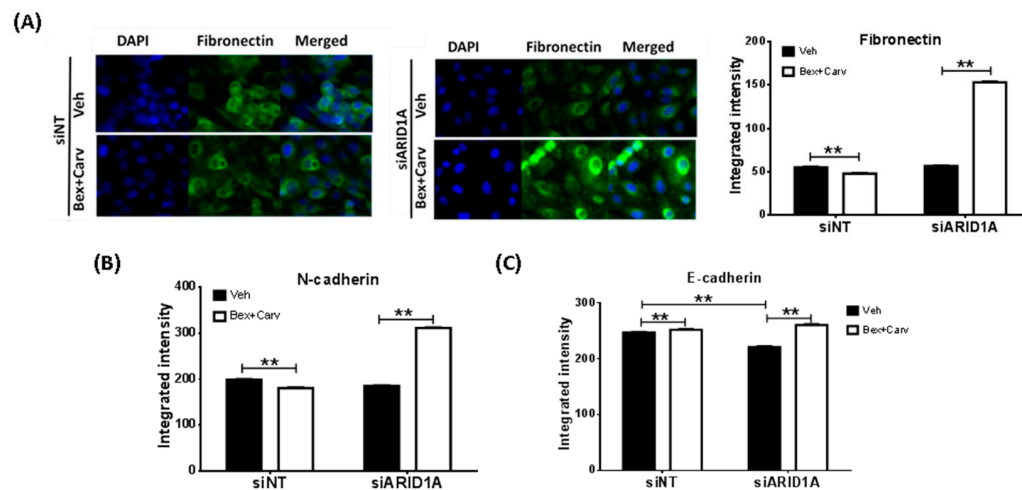 (A)
DAPI Fibronectin Merged
siNT
Veh
Bex+Carv
DAPI Fibronectin Merged
siARID1A
Veh
Bex+Carv
Fibronectin
Veh
Bex+Carv
Integrated intensity
200
150
100
50
0
**
**
siNT siARID1A
(B)
N-cadherin
Veh
Bex+Carv
Integrated intensity
400
300
200
100
0
**
**
siNT siARID1A
(C)
E-cadherin
Veh
Bex+Carv
Integrated intensity
300
200
100
0
**
**
**
siNT siARID1A